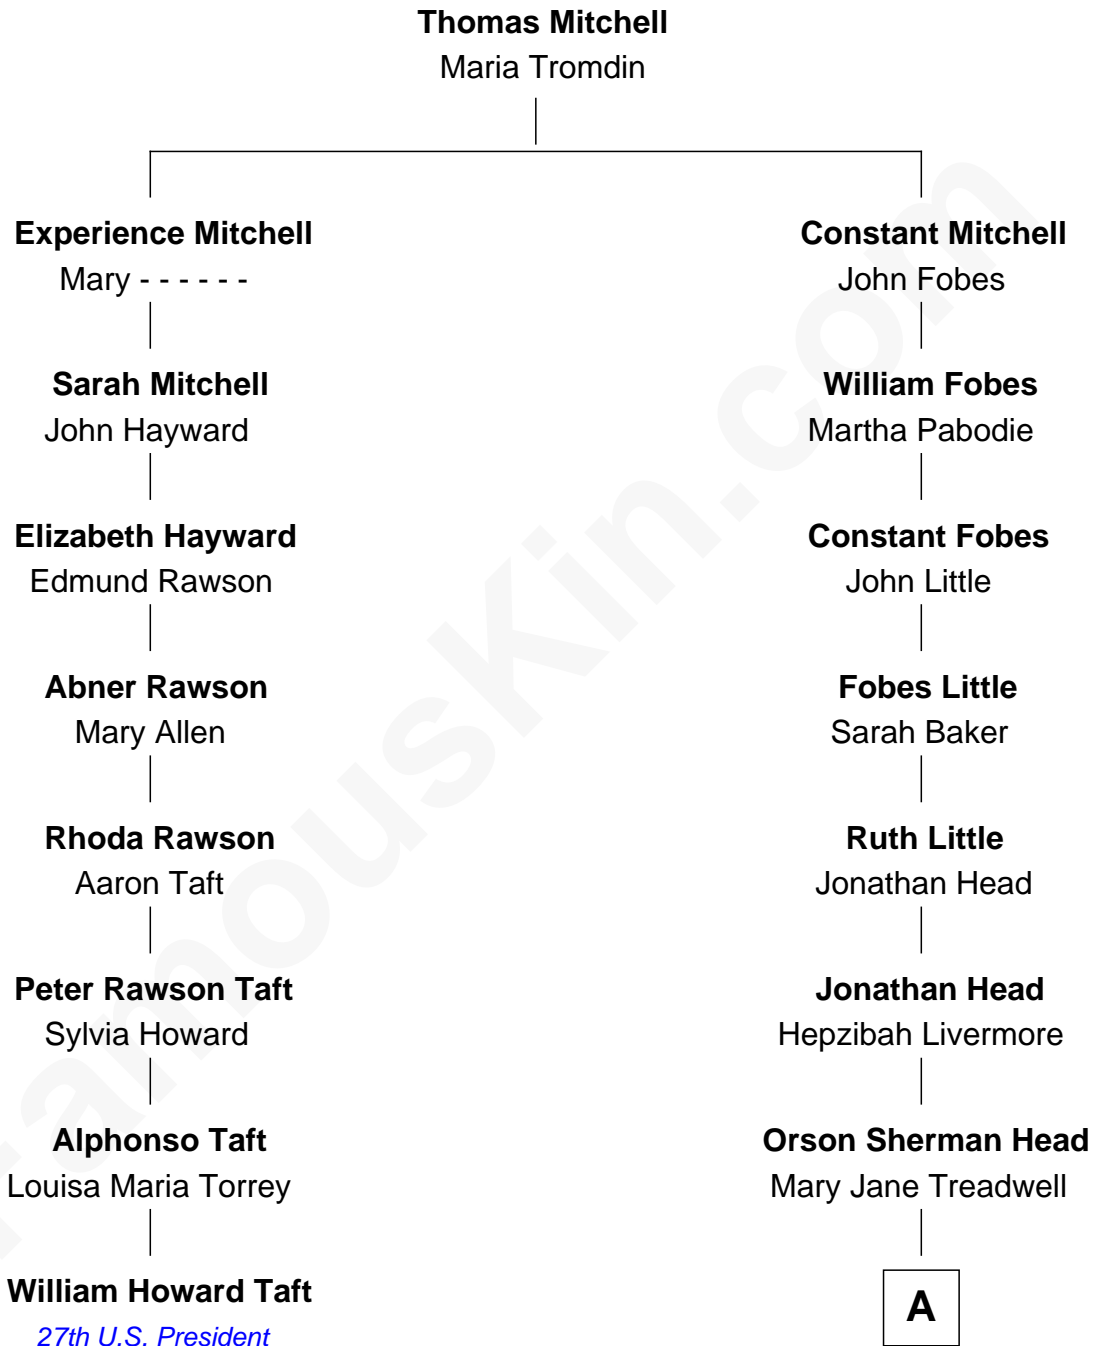 Thomas Mitchell
Maria Tromdin
Experience Mitchell
Mary - - - - - -
Constant Mitchell
John Fobes
Sarah Mitchell
John Hayward
William Fobes
Martha Pabodie
Elizabeth Hayward
Edmund Rawson
Constant Fobes
John Little
Abner Rawson
Mary Allen
Fobes Little
Sarah Baker
Rhoda Rawson
Aaron Taft
Ruth Little
Jonathan Head
Peter Rawson Taft
Sylvia Howard
Jonathan Head
Hepzibah Livermore
Alphonso Taft
Louisa Maria Torrey
Orson Sherman Head
Mary Jane Treadwell
William Howard Taft
27th U.S. President
A
FamousKin.com